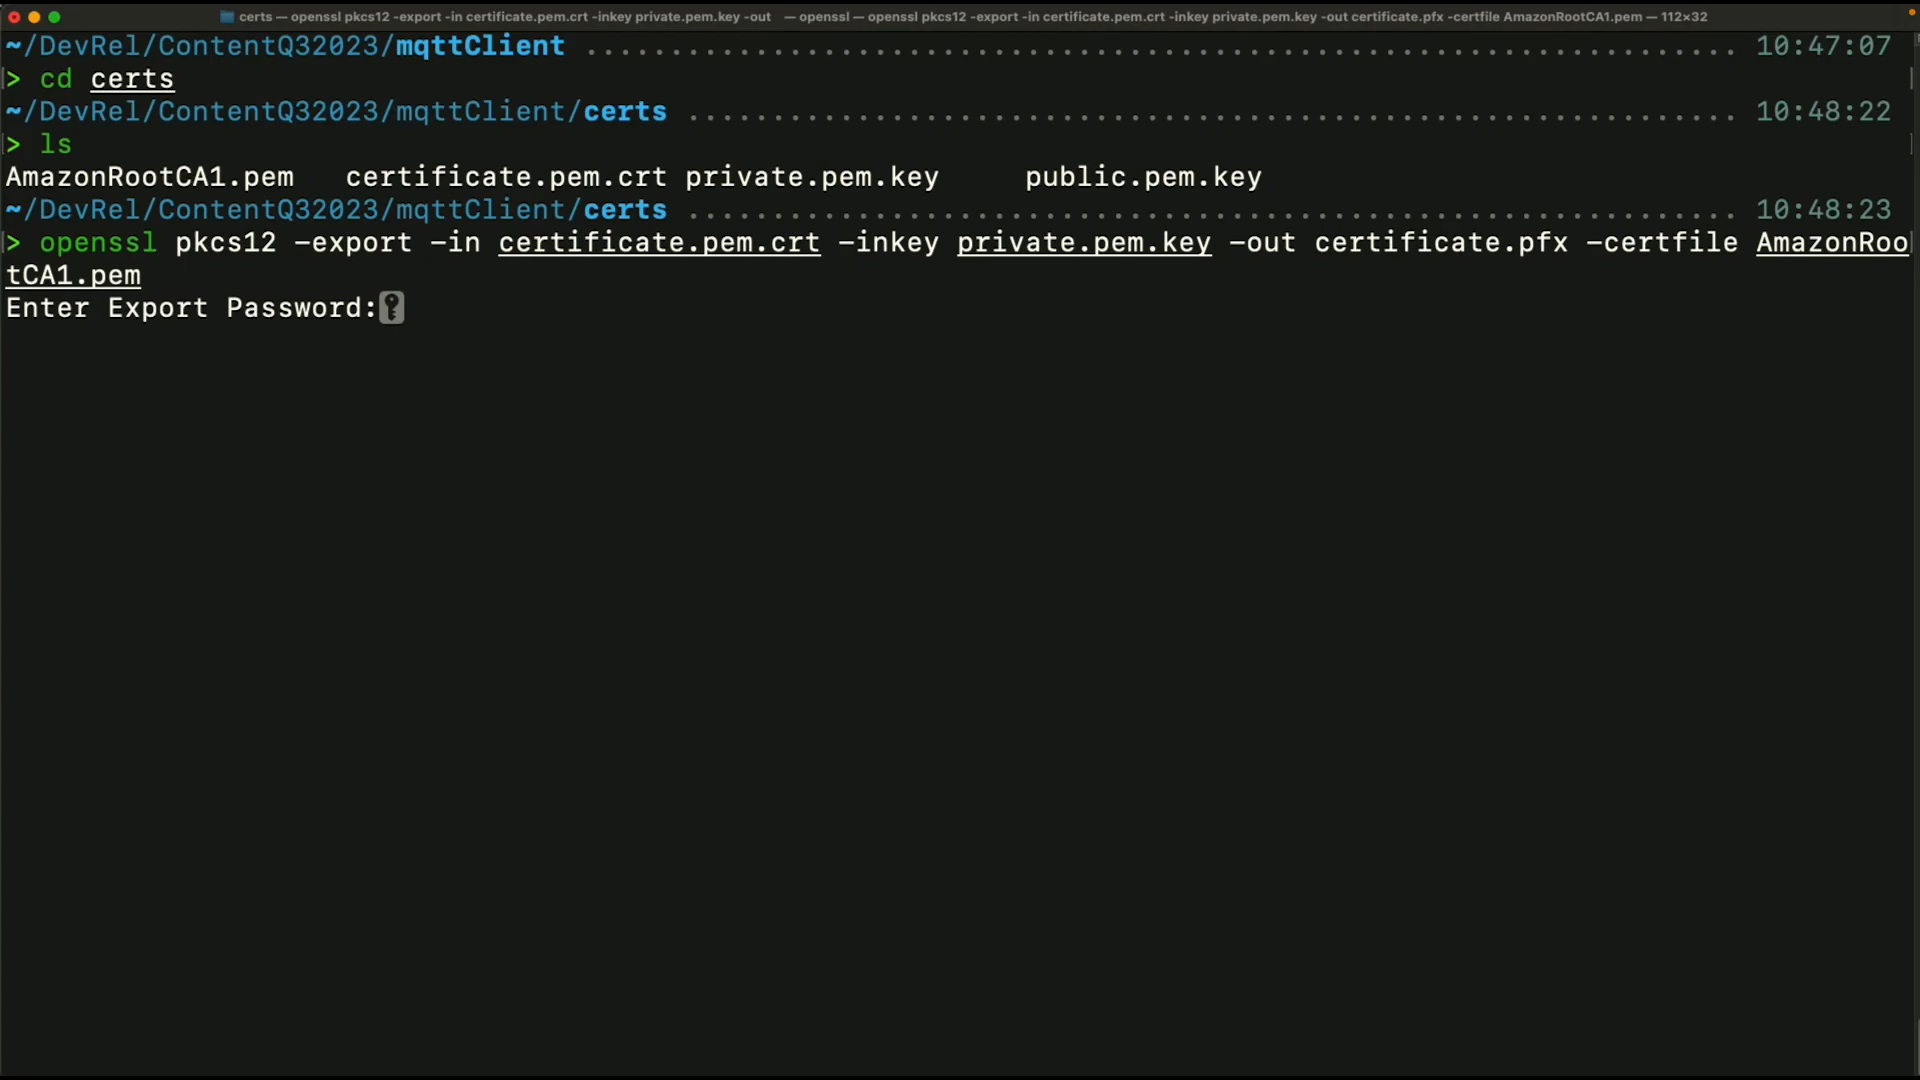 certs — openssl pkcs12 -export -in certificate.pem.crt -inkey private.pem.key -out — openssl — openssl pkcs12 -export -in certificate.pem.crt -inkey private.pem.key -out certificate.pfx -certfile AmazonRootCA1.pem — 112×32
~/DevRel/ContentQ32023/mqttClient ..................................................................... 10:47:07
> cd certs
~/DevRel/ContentQ32023/mqttClient/certs .............................................................. 10:48:22
> ls
AmazonRootCA1.pem certificate.pem.crt private.pem.key public.pem.key
~/DevRel/ContentQ32023/mqttClient/certs .............................................................. 10:48:23
> openssl pkcs12 -export -in certificate.pem.crt -inkey private.pem.key -out certificate.pfx -certfile AmazonRoo
tCA1.pem
Enter Export Password: